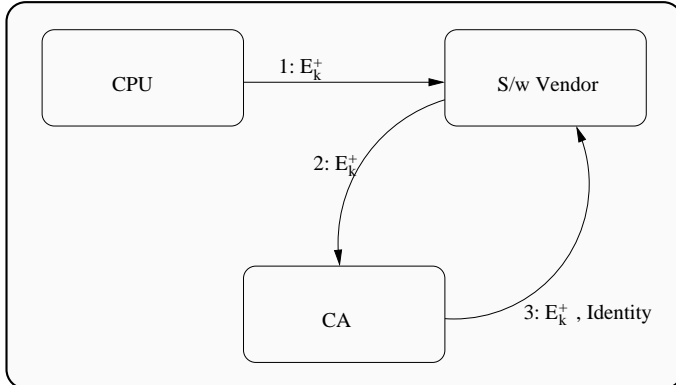 CPU
1: E_k^+
S/w Vendor
2: E_k^+
CA
3: E_k^+ , Identity